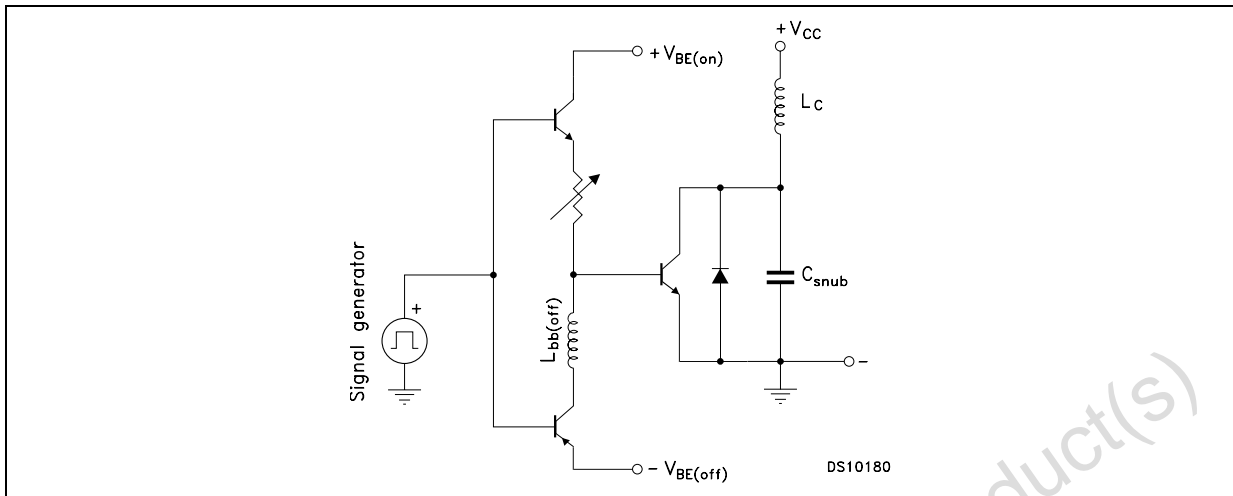 + VBE(on)
+ VCC
LC
Signal generator
+
Lbb(off)
Csnub
-
- VBE(off)
DS10180
duct(s)